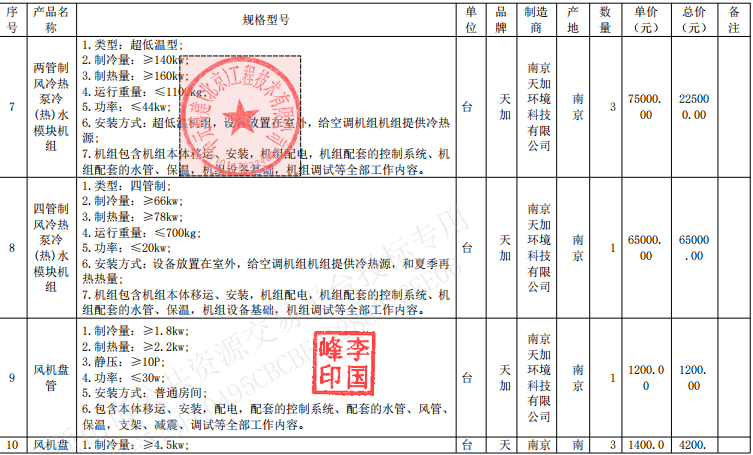 序号 产品名称 规格型号 单位 品牌 制造商 产地 数量 单价（元） 总价（元） 备注
7 两管制风冷热泵冷(热)水模块机组
1.类型：超低温型；
2.制冷量：≥140kw
3.制热量：≥160kw
4.运行重量：≤1100kg;
5.功率：≤44kw;
6.安装方式：超低温机组，设备放置在室外，给空调机组机组提供冷热
源；
7.机组包含机组本体移运、安装，机组配电，机组配套的控制系统、机
组配套的水管、保温，机组设备基础，机组调试等全部工作内容。
台 天加 南京天加环境科技有限公司 南京 3 75000.00 225000.00
8 四管制风冷热泵冷(热)水模块机组
1.类型：四管制；
2.制冷量：≥66kw;
3.制热量：≥78kw;
4.运行重量：≤700kg;
5.功率：≤20kw;
6.安装方式：设备放置在室外，给空调机组机组提供冷热源，和夏季再
热热量；
7.机组包含机组本体移运、安装，机组配电，机组配套的控制系统、机
组配套的水管、保温，机组设备基础，机组调试等全部工作内容。
台 天加 南京天加环境科技有限公司 南京 1 65000.00 65000.00
9 风机盘管
1.制冷量：≥1.8kw;
2.制热量：≥2.2kw;
3.静压：≥10P;
4.功率：≤30w;
5.安装方式：普通房间；
6.包含本体移运、安装，配电，配套的控制系统、配套的水管、风管、
保温，支架、减震、调试等全部工作内容。
台 天加 南京天加环境科技有限公司 南京 1 1200.00 1200.00
李国峰印
10 风机盘 1.制冷量：≥4.5kw; 台 天 南京 南 3 1400.0 4200.